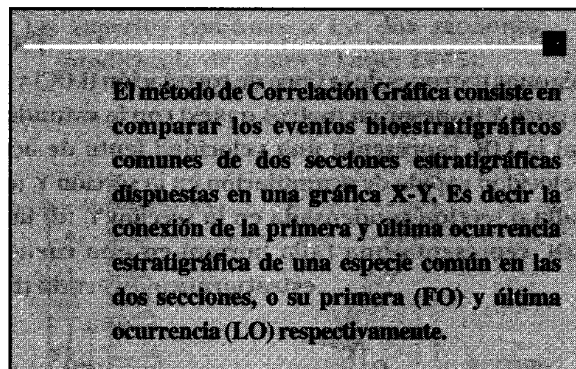 El método de Correlación Gráfica consiste en
comparar los eventos bioestratigráficos
comunes de dos secciones estratigráficas
dispuestas en una gráfica X-Y. Es decir la
conexión de la primera y última ocurrencia
estratigráfica de una especie común en las
dos secciones, o su primera (FO) y última
ocurrencia (LO) respectivamente.